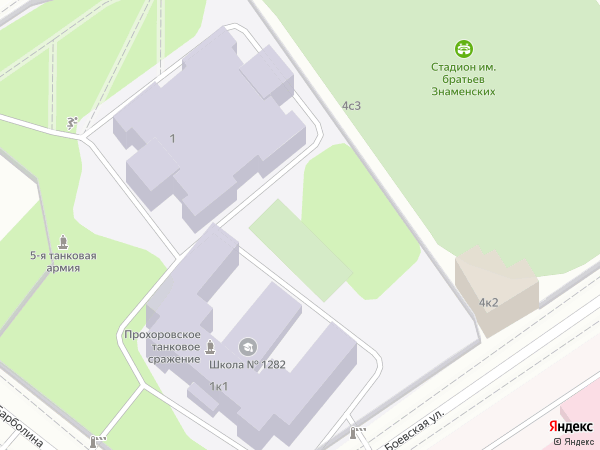 Стадион им.
братьев
Знаменских
4с3
1
5-я танковая
армия
4к2
Прохоровское
танковое
сражение
Школа № 1282
1к1
Боевская ул.
Барболина
Яндекс
© Яндекс